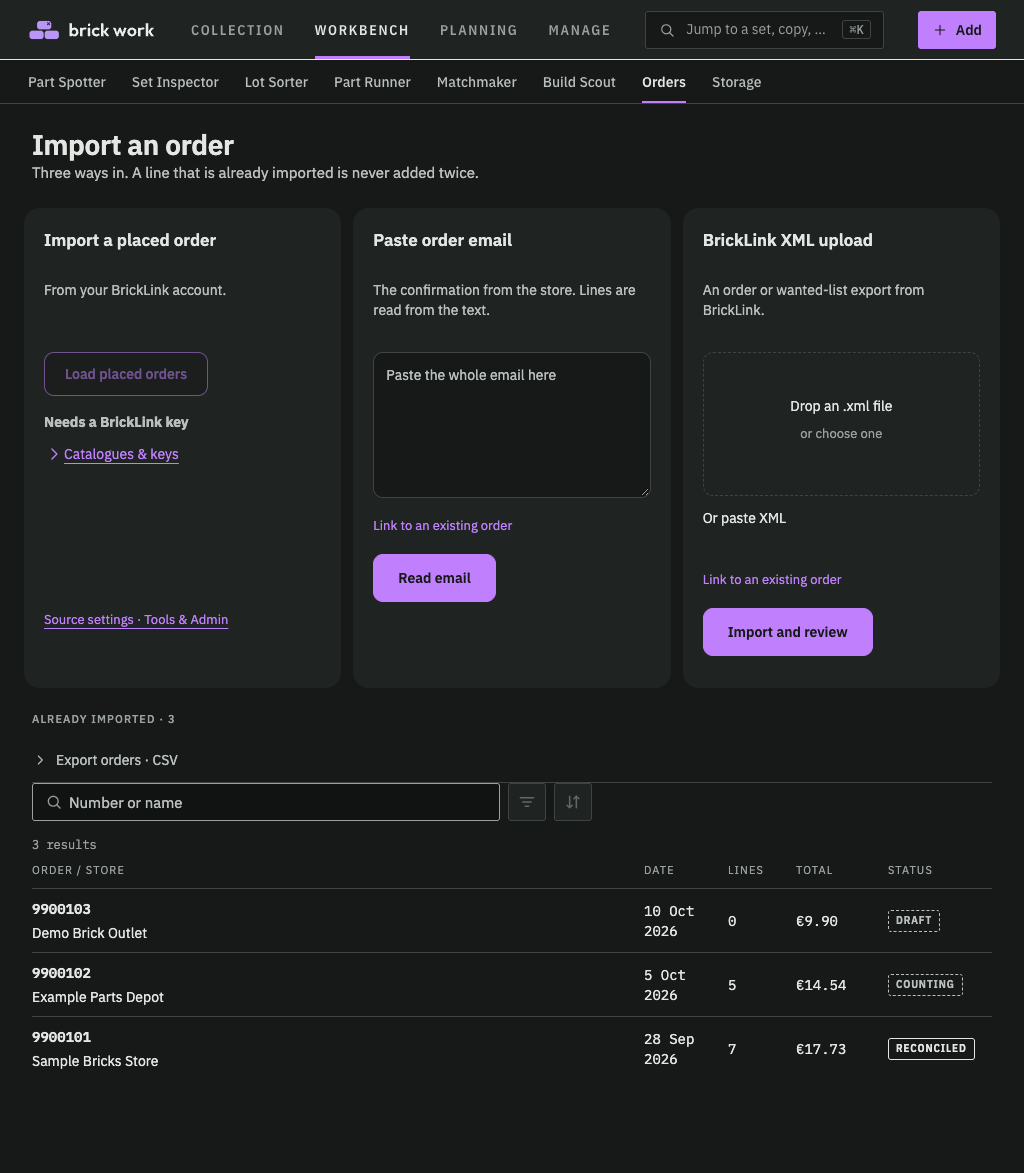 brick work
COLLECTION
WORKBENCH
PLANNING
MANAGE
Jump to a set, copy, ...
⌘K
+ Add
Part Spotter
Set Inspector
Lot Sorter
Part Runner
Matchmaker
Build Scout
Orders
Storage
Import an order
Three ways in. A line that is already imported is never added twice.
Import a placed order
From your BrickLink account.
Load placed orders
Needs a BrickLink key
Catalogues & keys
Source settings · Tools & Admin
Paste order email
The confirmation from the store. Lines are
read from the text.
Paste the whole email here
Link to an existing order
Read email
BrickLink XML upload
An order or wanted-list export from
BrickLink.
Drop an .xml file
or choose one
Or paste XML
Link to an existing order
Import and review
ALREADY IMPORTED · 3
Export orders · CSV
Number or name
3 results
ORDER / STORE
DATE
LINES
TOTAL
STATUS
9900103
Demo Brick Outlet
10 Oct
2026
0
€9.90
DRAFT
9900102
Example Parts Depot
5 Oct
2026
5
€14.54
COUNTING
9900101
Sample Bricks Store
28 Sep
2026
7
€17.73
RECONCILED